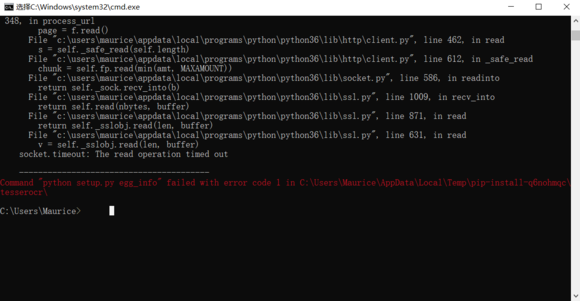 选择C:\Windows\system32\cmd.exe
348, in process_url
page = f.read()
File "c:\users\maurice\appdata\local\programs\python\python36\lib\http\client.py", line 462, in read
s = self._safe_read(self.length)
File "c:\users\maurice\appdata\local\programs\python\python36\lib\http\client.py", line 612, in _safe_read
chunk = self.fp.read(min(amt, MAXAMOUNT))
File "c:\users\maurice\appdata\local\programs\python\python36\lib\socket.py", line 586, in readinto
return self._sock.recv_into(b)
File "c:\users\maurice\appdata\local\programs\python\python36\lib\ssl.py", line 1009, in recv_into
return self.read(nbytes, buffer)
File "c:\users\maurice\appdata\local\programs\python\python36\lib\ssl.py", line 871, in read
return self._sslobj.read(len, buffer)
File "c:\users\maurice\appdata\local\programs\python\python36\lib\ssl.py", line 631, in read
v = self._sslobj.read(len, buffer)
socket.timeout: The read operation timed out
----------------------------------------
Command "python setup.py egg_info" failed with error code 1 in C:\Users\Maurice\AppData\Local\Temp\pip-install-q6nobmqc\
tesserocr\
C:\Users\Maurice>